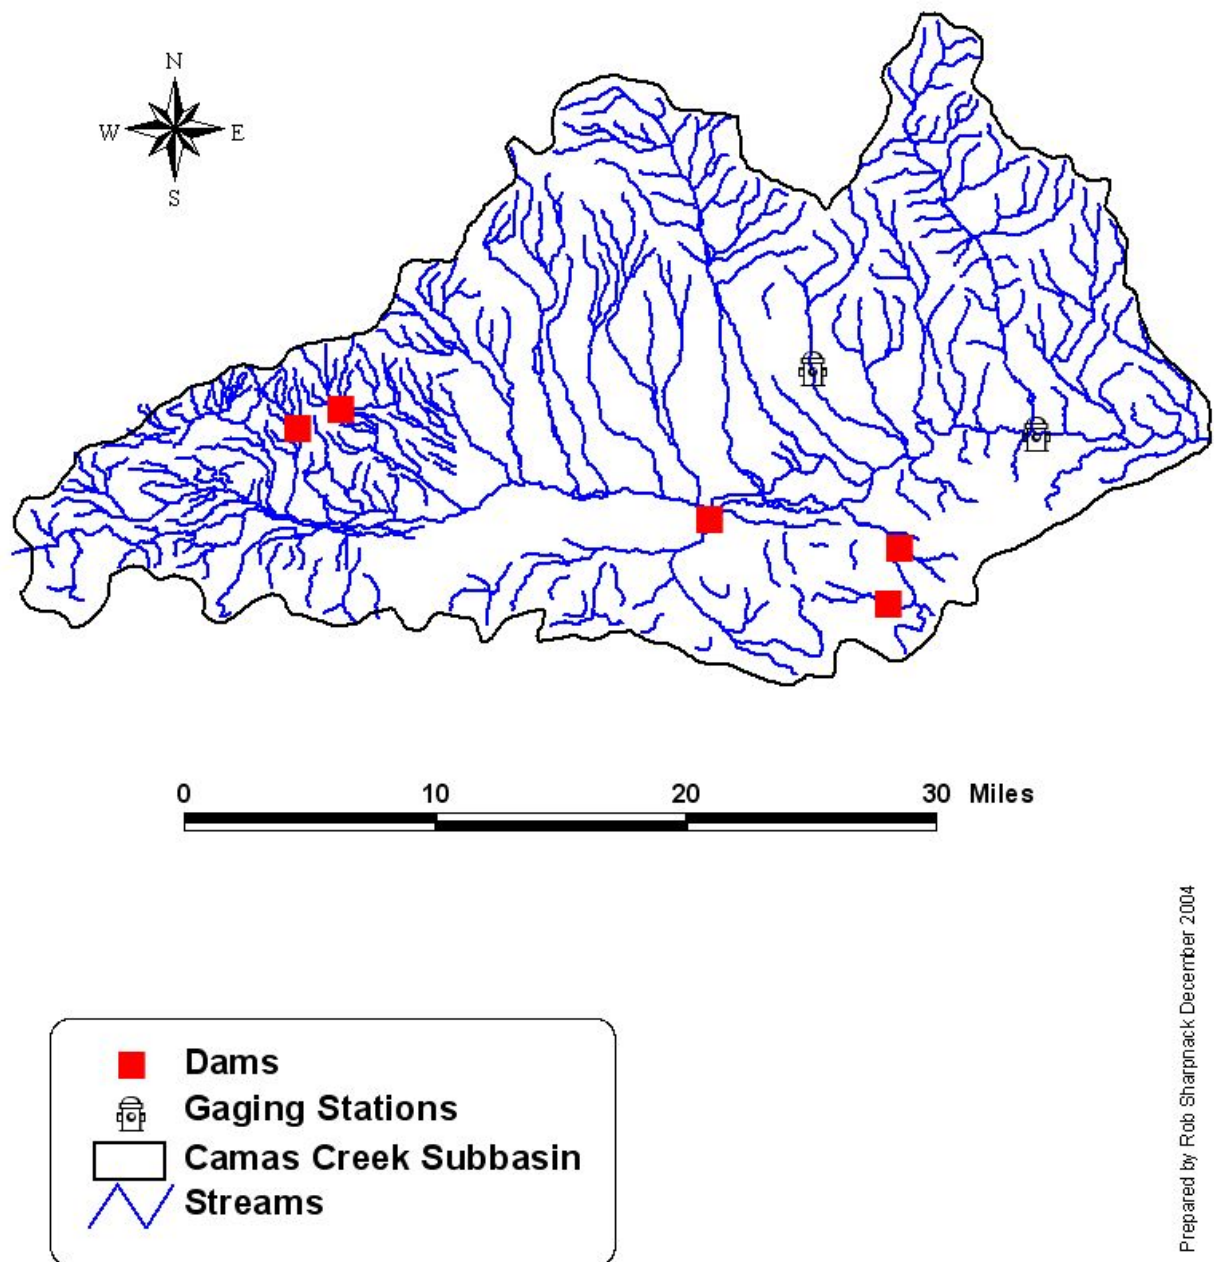 N
W E
S
0 10 20 30 Miles
Prepared by Rob Sharpnack December 2004
Dams
Gaging Stations
Camas Creek Subbasin
Streams